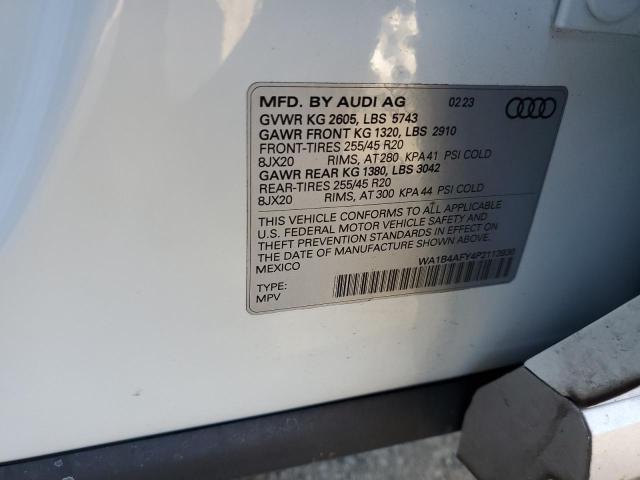 MFD. BY AUDI AG 02 23
GVWR KG 2605, LBS 5743
GAWR FRONT KG 1320, LBS 2910
FRONT-TIRES 255/45 R20
8JX20 RIMS, AT 280 KPA 41 PSI COLD
GAWR REAR KG 1380, LBS 3042
REAR-TIRES 255/45 R20
8JX20 RIMS, AT 300 KPA 44 PSI COLD
THIS VEHICLE CONFORMS TO ALL APPLICABLE
U.S. FEDERAL MOTOR VEHICLE SAFETY AND
THEFT PREVENTION STANDARDS IN EFFECT ON
THE DATE OF MANUFACTURE SHOWN ABOVE.
MEXICO
WA1B4AFY4P2113930
TYPE:
MPV